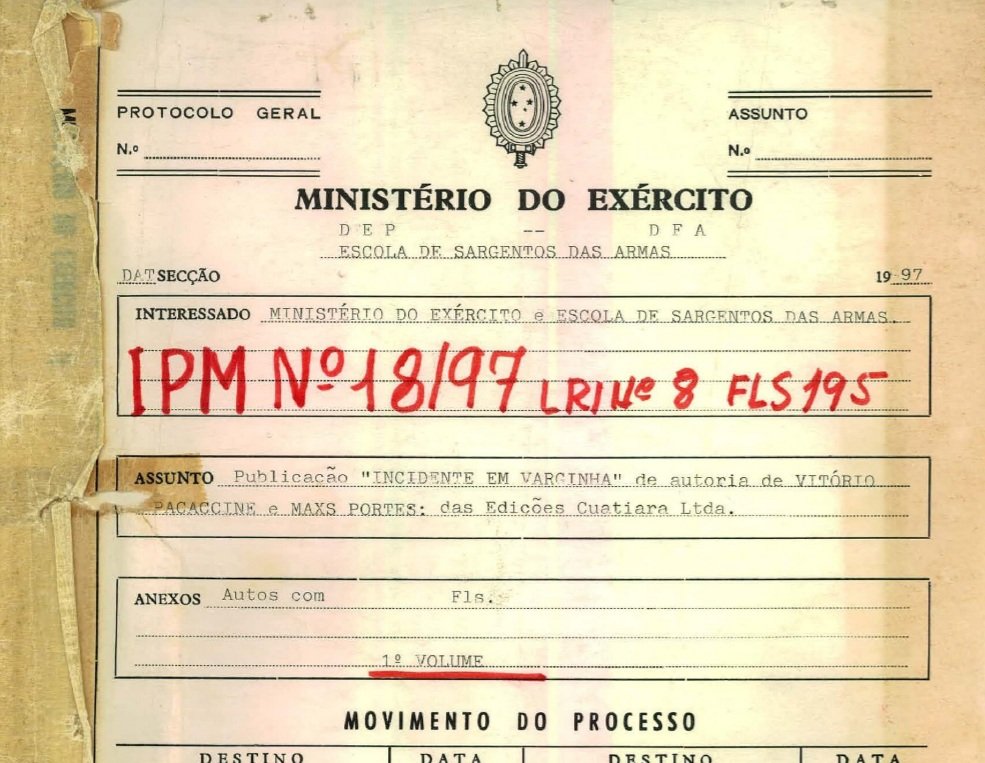 PROTOCOLO GERAL
N.º
ASSUNTO
N.º
MINISTÉRIO DO EXÉRCITO
DEP -- DFA
ESCOLA DE SARGENTOS DAS ARMAS
DAT SECÇÃO 19 97
INTERESSADO MINISTÉRIO DO EXÉRCITO e ESCOLA DE SARGENTOS DAS ARMAS.
IPM Nº 18/97 LRI Nº 8 FLS 195
ASSUNTO Publicação "INCIDENTE EM VARGINHA" de autoria de VITÓRIO
PACACCINE e MAXS PORTES: das Edições Cuatiara Ltda.
ANEXOS Autos com Fls.
1º VOLUME
MOVIMENTO DO PROCESSO
DESTINO DATA DESTINO DATA